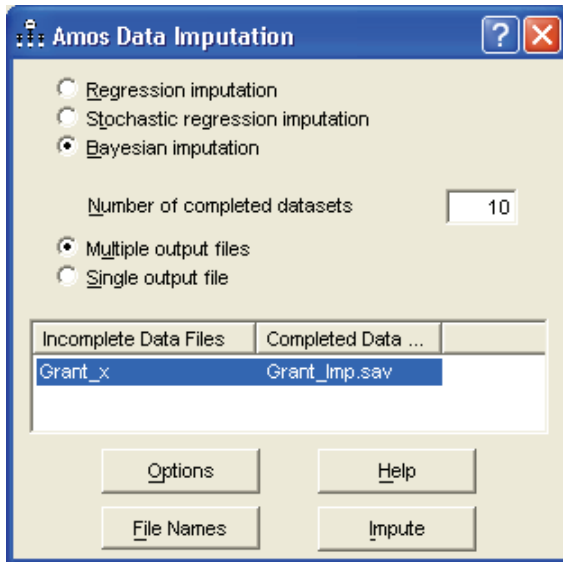 Amos Data Imputation
Regression imputation
Stochastic regression imputation
Bayesian imputation
Number of completed datasets 10
Multiple output files
Single output file
Incomplete Data Files Completed Data ...
Grant_x Grant_Imp.sav
Options Help
File Names Impute